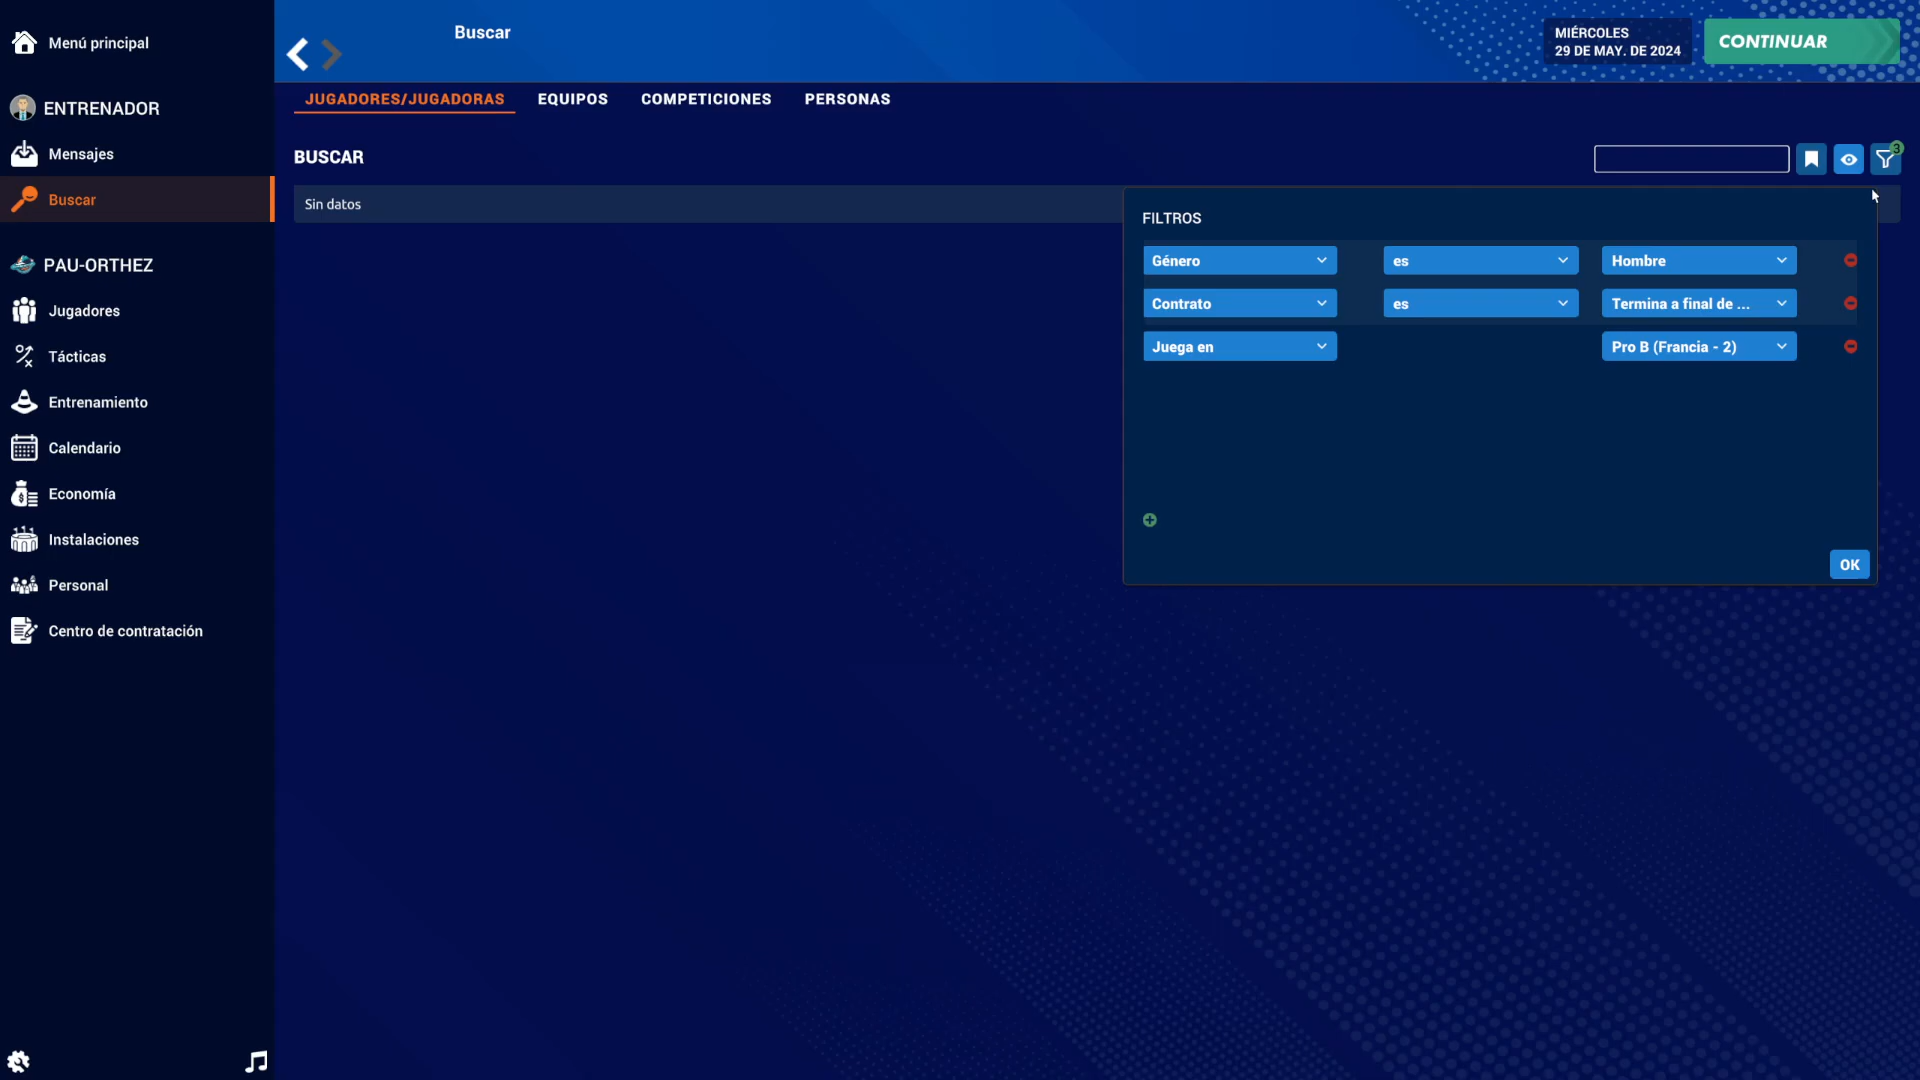 Menú principal
ENTRENADOR
Mensajes
Buscar
PAU-ORTHEZ
Jugadores
Tácticas
Entrenamiento
Calendario
Economía
Instalaciones
Personal
Centro de contratación
Buscar
MIÉRCOLES
29 DE MAY. DE 2024
CONTINUAR
JUGADORES/JUGADORAS EQUIPOS COMPETICIONES PERSONAS
BUSCAR
3
Sin datos
FILTROS
Género es Hombre
Contrato es Termina a final de ...
Juega en Pro B (Francia - 2)
OK